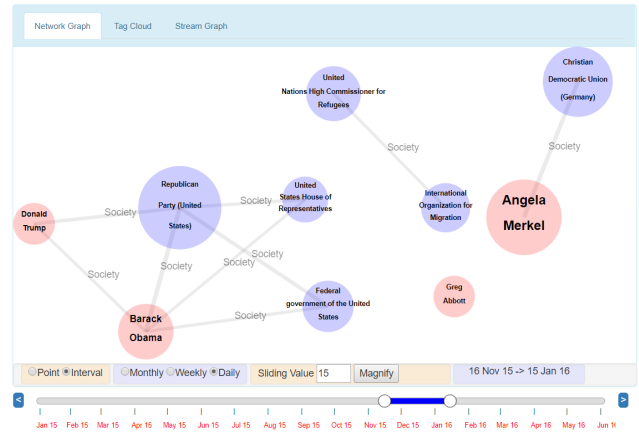 Network Graph Tag Cloud Stream Graph
Christian
Democratic Union
(Germany)
United
Nations High Commissioner for
Refugees
Society
Society
Republican
Party (United
States)
United
States House of
Representatives
Society
International
Organization for
Migration
Angela
Merkel
Donald
Trump
Society
Society
Society
Society
Society
Greg
Abbott
Federal
government of the United
States
Society
Barack
Obama
Point Interval Monthly Weekly Daily Sliding Value 15 Magnify 16 Nov 15 -> 15 Jan 16
< >
Jan 15 Feb 15 Mar 15 Apr 15 May 15 Jun 15 Jul 15 Aug 15 Sep 15 Oct 15 Nov 15 Dec 15 Jan 16 Feb 16 Mar 16 Apr 16 May 16 Jun 1